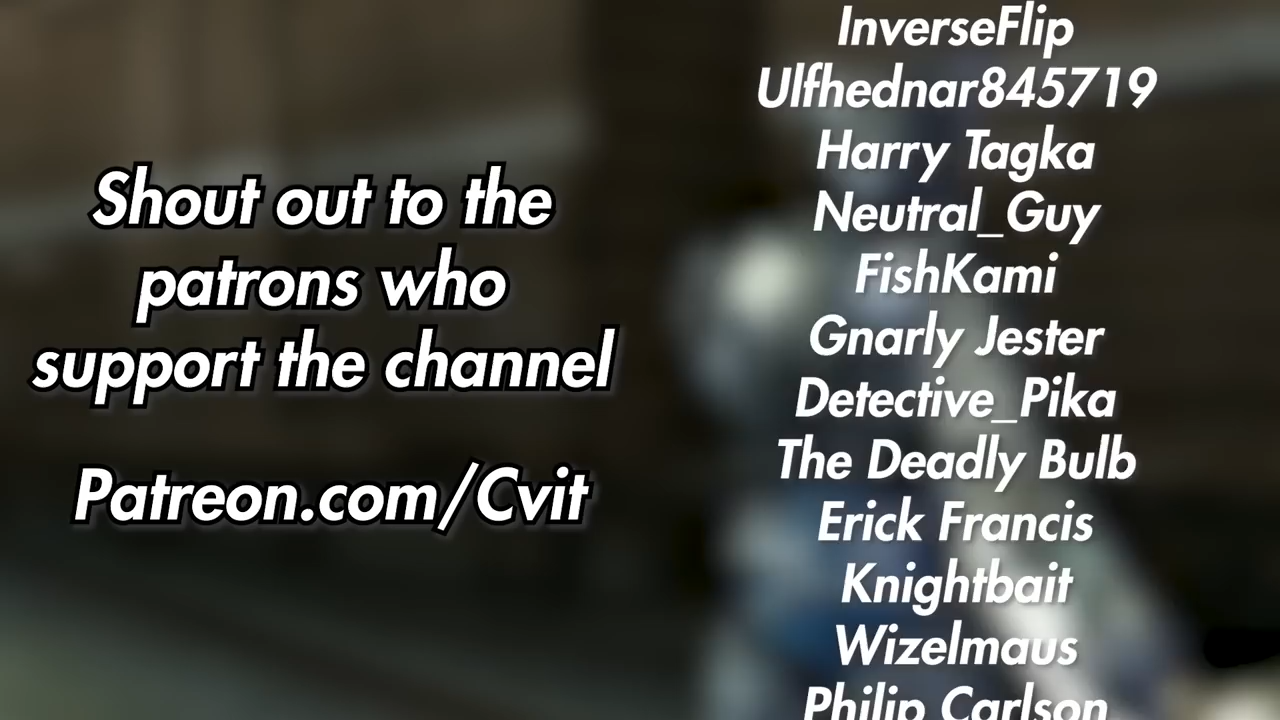 Shout out to the
patrons who
support the channel
Patreon.com/Cvit
InverseFlip
Ulfhednar845719
Harry Tagka
Neutral_Guy
FishKami
Gnarly Jester
Detective_Pika
The Deadly Bulb
Erick Francis
Knightbait
Wizelmaus
Philip Carlson